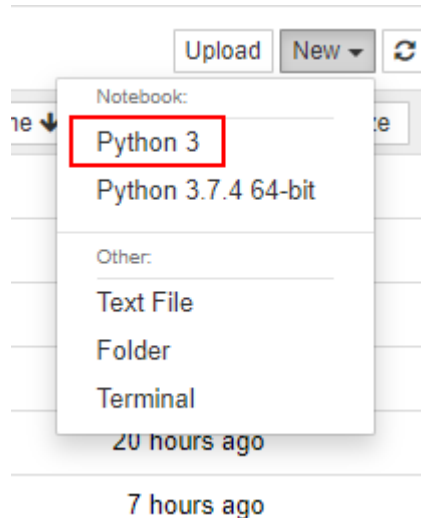 Upload New
Notebook:
Python 3
Python 3.7.4 64-bit
Other:
Text File
Folder
Terminal
20 hours ago
7 hours ago